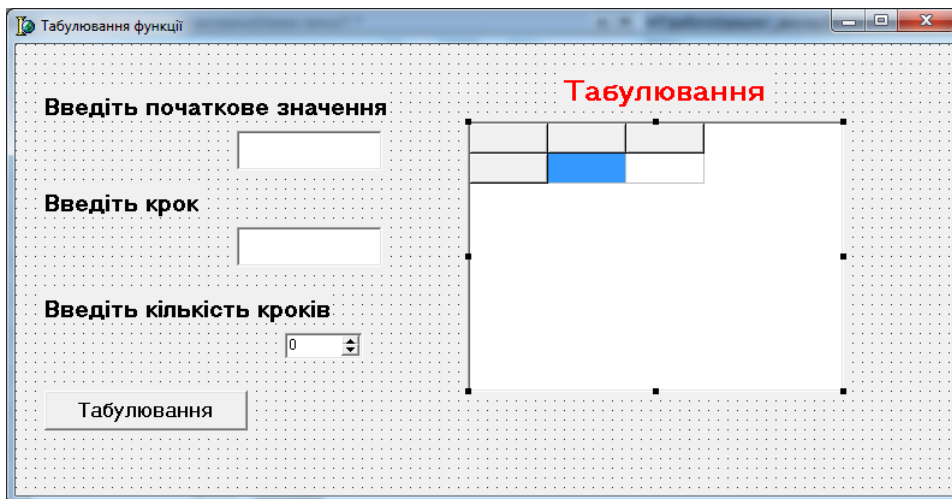 Табулювання функції
Введіть початкове значення
Введіть крок
Введіть кількість кроків
0
Табулювання
Табулювання